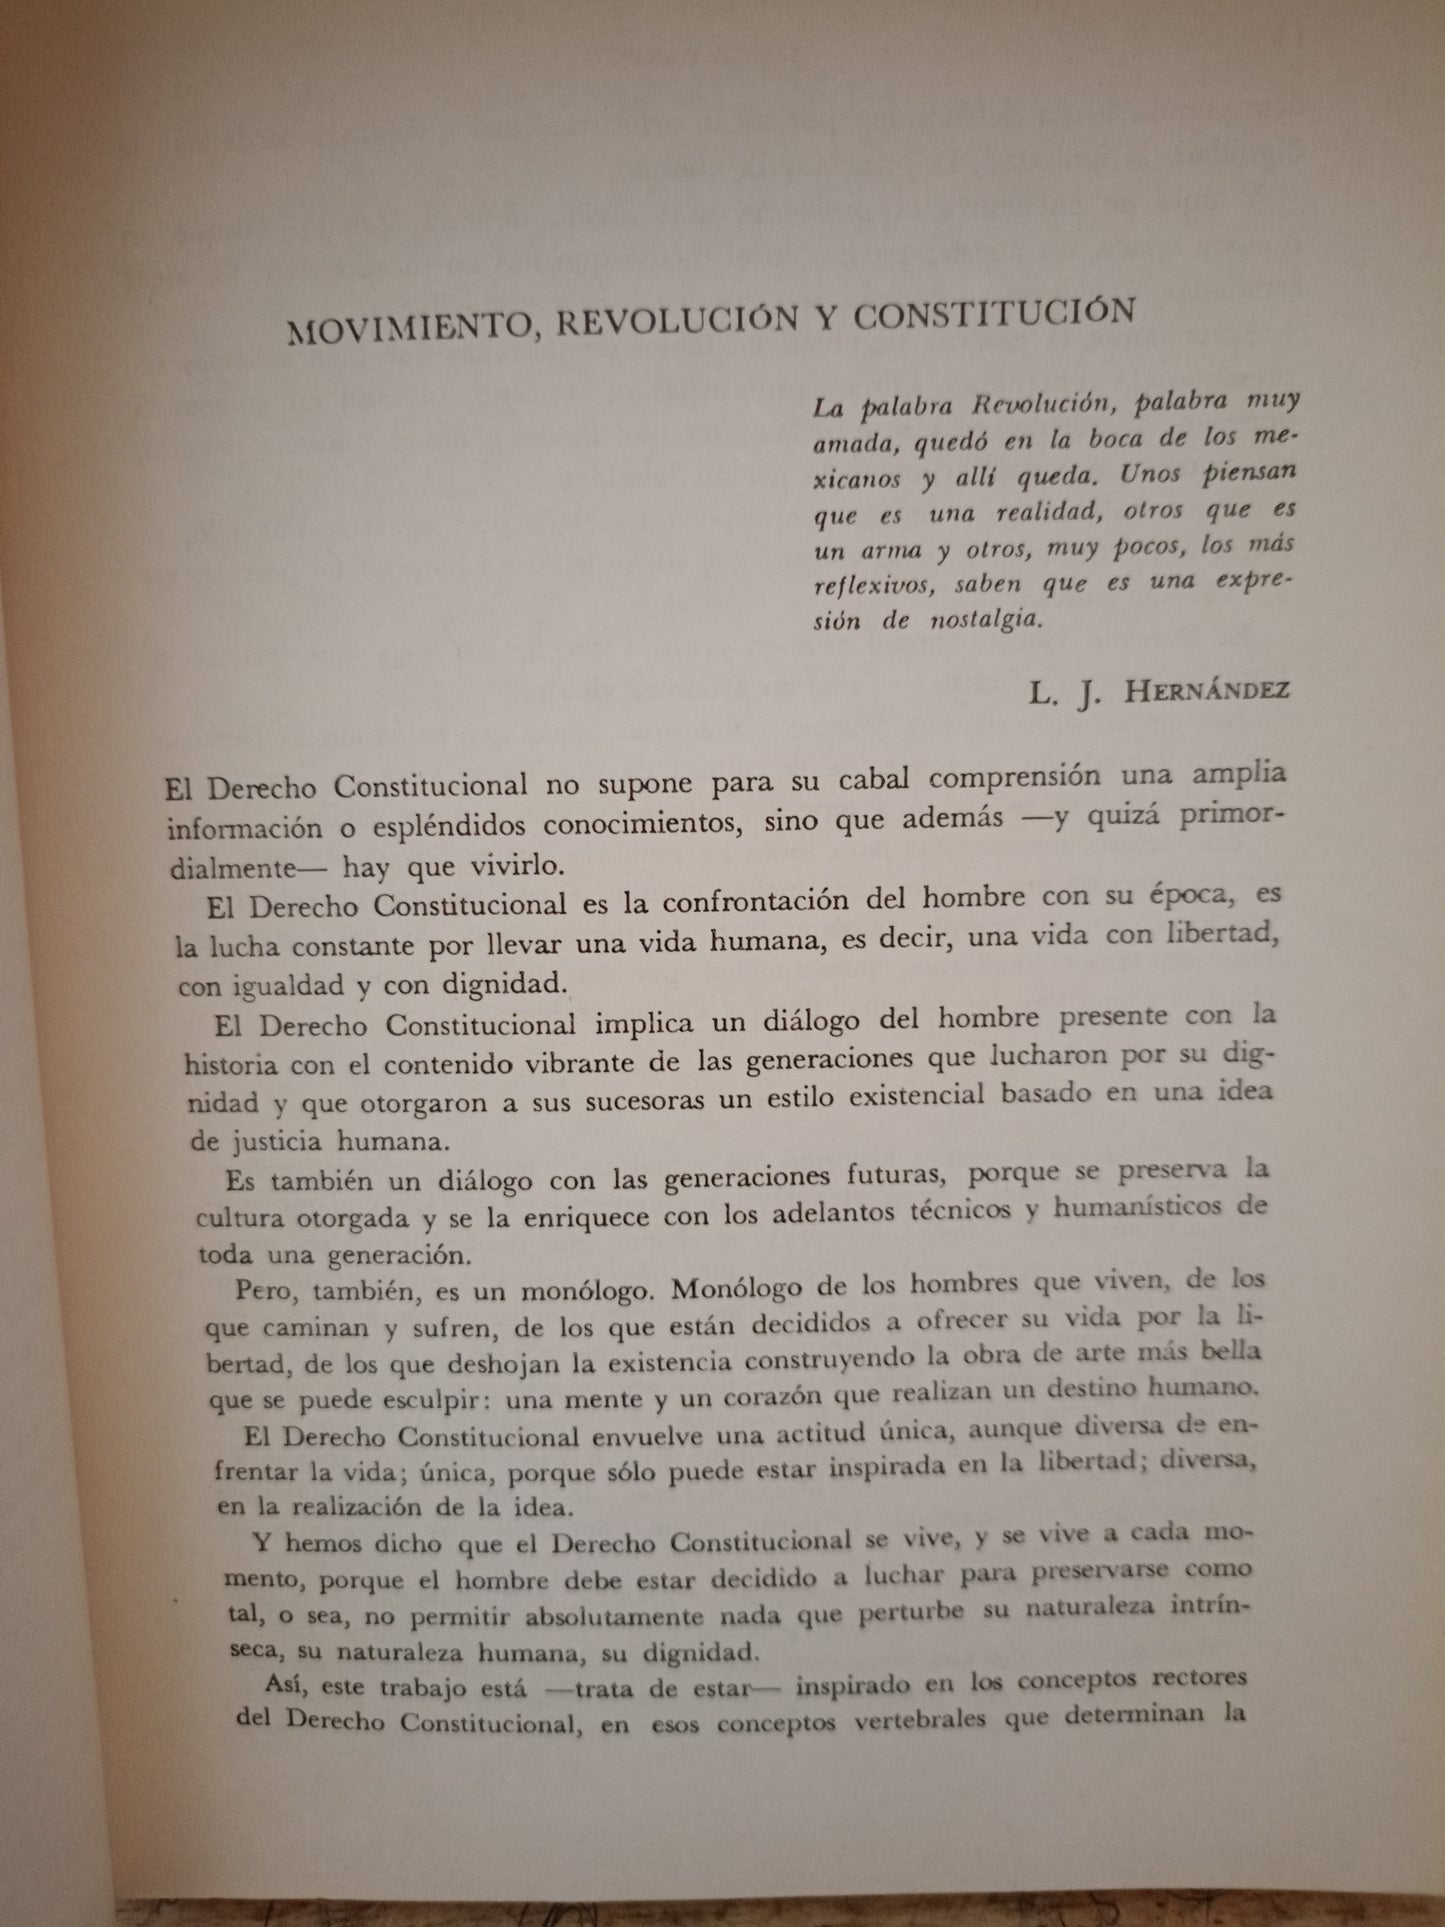 MOVIMIENTO, REVOLUCIÓN Y CONSTITUCIÓN
La palabra Revolución, palabra muy
amada, quedó en la boca de los me-
xicanos y allí queda. Unos piensan
que es una realidad, otros que es
un arma y otros, muy pocos, los más
reflexivos, saben que es una expre-
sión de nostalgia.
L. J. HERNÁNDEZ
El Derecho Constitucional no supone para su cabal comprensión una amplia
información o espléndidos conocimientos, sino que además —y quizá primor-
dialmente— hay que vivirlo.
El Derecho Constitucional es la confrontación del hombre con su época, es
la lucha constante por llevar una vida humana, es decir, una vida con libertad,
con igualdad y con dignidad.
El Derecho Constitucional implica un diálogo del hombre presente con la
historia con el contenido vibrante de las generaciones que lucharon por su dig-
nidad y que otorgaron a sus sucesoras un estilo existencial basado en una idea
de justicia humana.
Es también un diálogo con las generaciones futuras, porque se preserva la
cultura otorgada y se la enriquece con los adelantos técnicos y humanísticos de
toda una generación.
Pero, también, es un monólogo. Monólogo de los hombres que viven, de los
que caminan y sufren, de los que están decididos a ofrecer su vida por la li-
bertad, de los que deshojan la existencia construyendo la obra de arte más bella
que se puede esculpir: una mente y un corazón que realizan un destino humano.
El Derecho Constitucional envuelve una actitud única, aunque diversa de en-
frentar la vida; única, porque sólo puede estar inspirada en la libertad; diversa,
en la realización de la idea.
Y hemos dicho que el Derecho Constitucional se vive, y se vive a cada mo-
mento, porque el hombre debe estar decidido a luchar para preservarse como
tal, o sea, no permitir absolutamente nada que perturbe su naturaleza intrín-
seca, su naturaleza humana, su dignidad.
Así, este trabajo está —trata de estar— inspirado en los conceptos rectores
del Derecho Constitucional, en esos conceptos vertebrales que determinan la